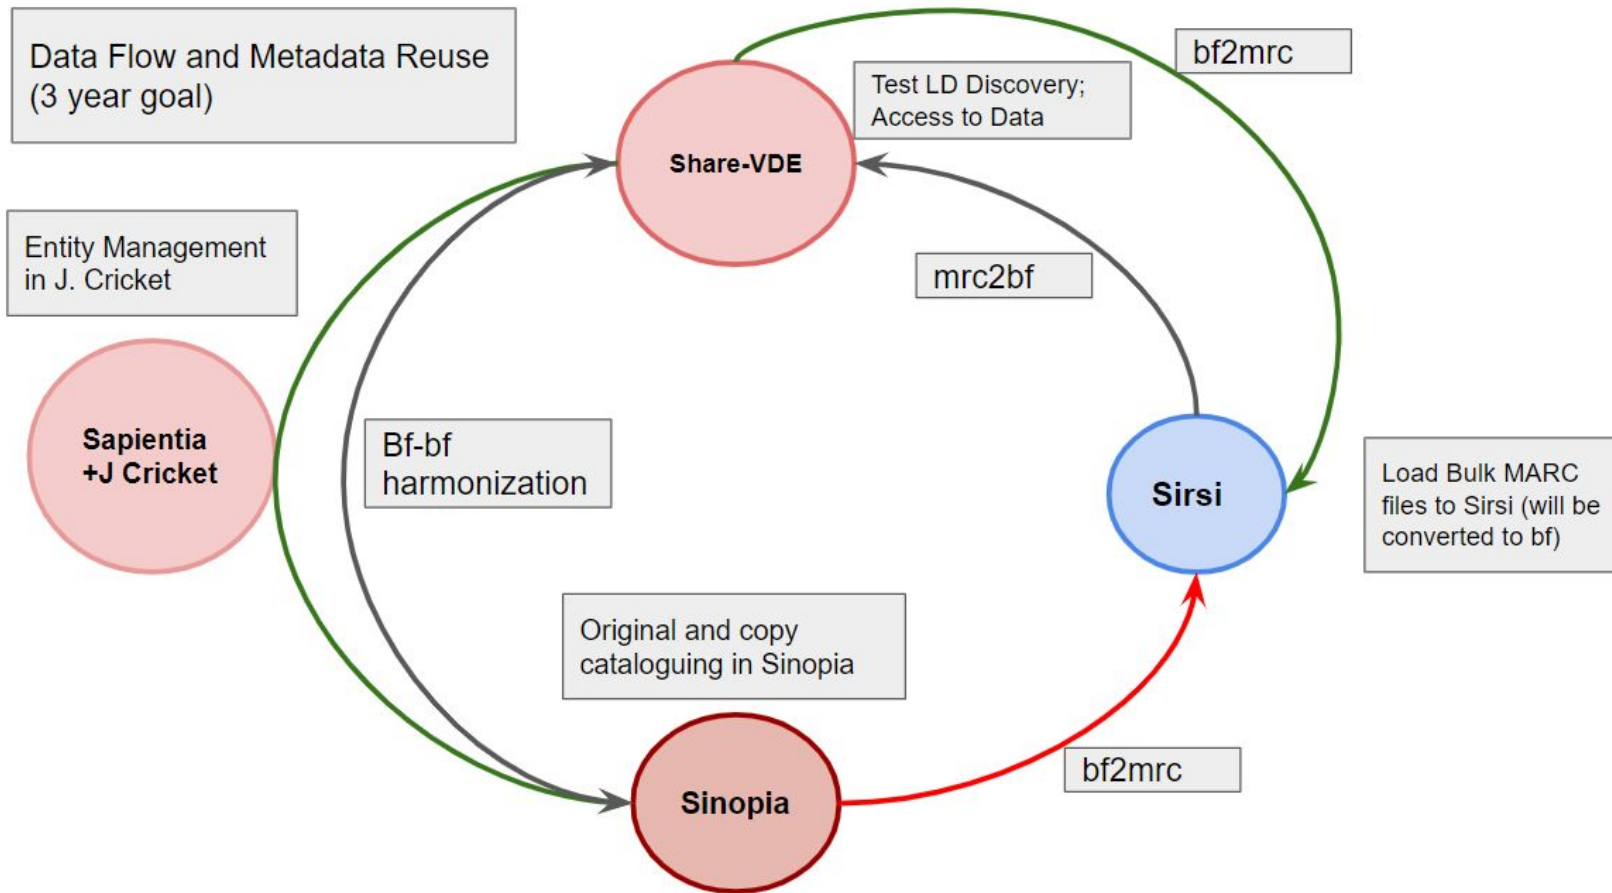 Data Flow and Metadata Reuse
(3 year goal)
bf2mrc
Test LD Discovery;
Access to Data
Share-VDE
Entity Management
in J. Cricket
mrc2bf
Sapientia
+J Cricket
Bf-bf
harmonization
Sirsi
Load Bulk MARC
files to Sirsi (will be
converted to bf)
Original and copy
cataloguing in Sinopia
bf2mrc
Sinopia